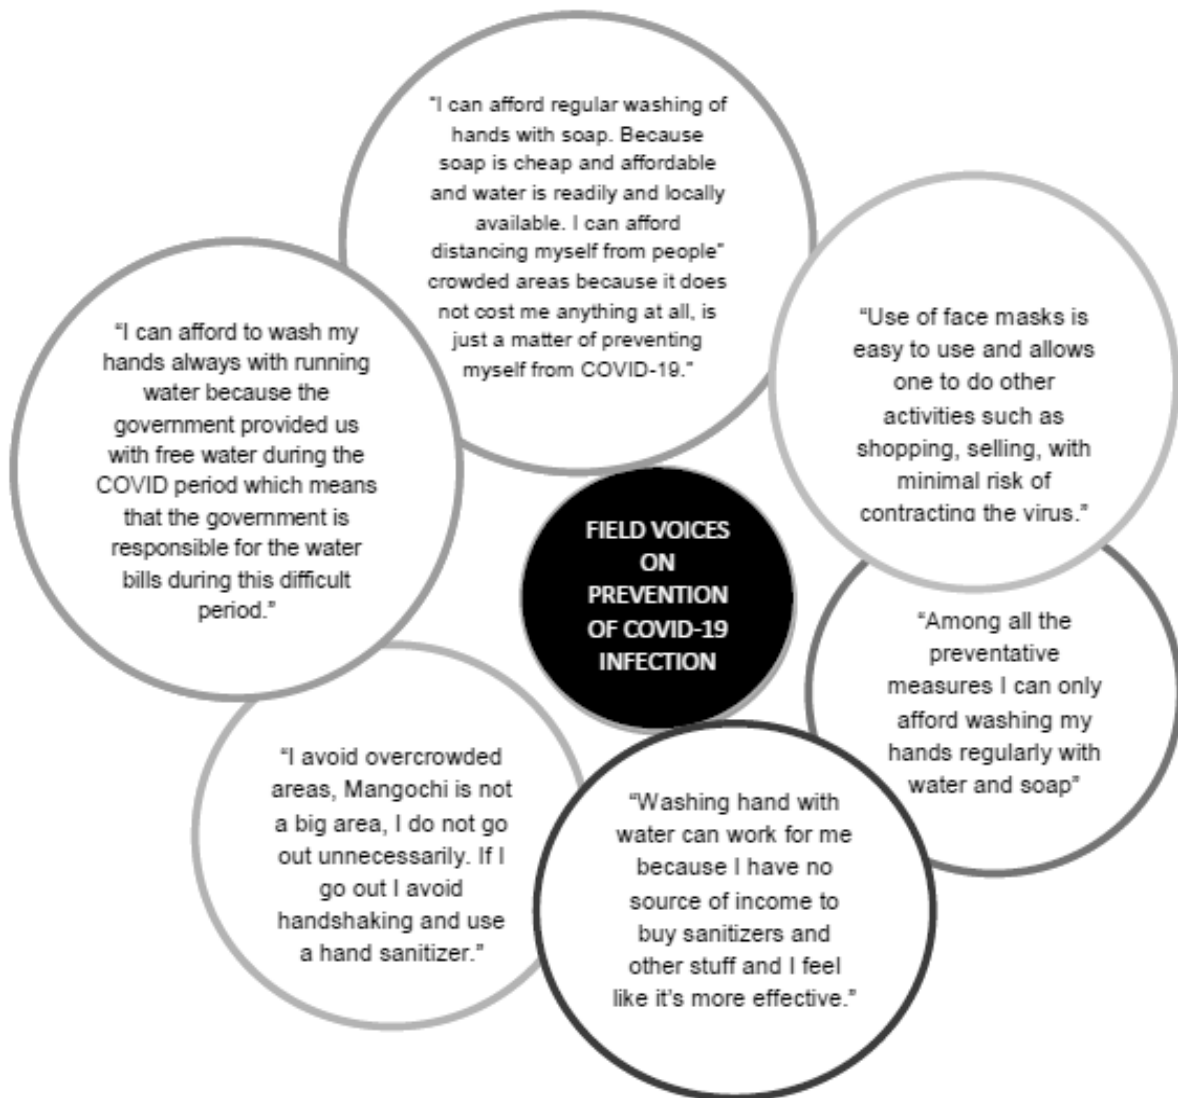 "I can afford regular washing of
hands with soap. Because
soap is cheap and affordable
and water is readily and locally
available. I can afford
distancing myself from people"
crowded areas because it does
not cost me anything at all, is
just a matter of preventing
myself from COVID-19."
"Use of face masks is
easy to use and allows
one to do other
activities such as
shopping, selling, with
minimal risk of
contracting the virus."
"I can afford to wash my
hands always with running
water because the
government provided us
with free water during the
COVID period which means
that the government is
responsible for the water
bills during this difficult
period."
FIELD VOICES
ON
PREVENTION
OF COVID-19
INFECTION
"Among all the
preventative
measures I can only
afford washing my
hands regularly with
water and soap"
"I avoid overcrowded
areas, Mangochi is not
a big area, I do not go
out unnecessarily. If I
go out I avoid
handshaking and use
a hand sanitizer."
"Washing hand with
water can work for me
because I have no
source of income to
buy sanitizers and
other stuff and I feel
like it's more effective."